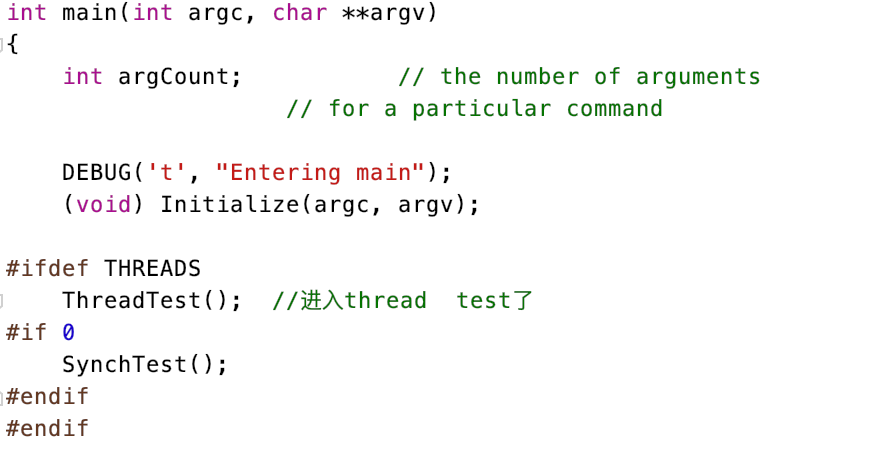 int main(int argc, char **argv)
{
    int argCount;           // the number of arguments
                    // for a particular command
    DEBUG('t', "Entering main");
    (void) Initialize(argc, argv);
#ifdef THREADS
    ThreadTest();  //进入thread  test了
#if 0
    SynchTest();
#endif
#endif